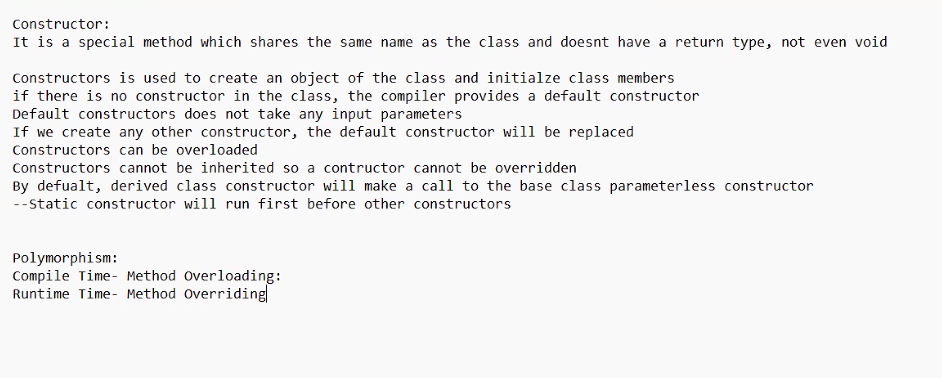 Constructor:
It is a special method which shares the same name as the class and doesnt have a return type, not even void
Constructors is used to create an object of the class and initialze class members
if there is no constructor in the class, the compiler provides a default constructor
Default constructors does not take any input parameters
If we create any other constructor, the default constructor will be replaced
Constructors can be overloaded
Constructors cannot be inherited so a contructor cannot be overridden
By defualt, derived class constructor will make a call to the base class parameterless constructor
--Static constructor will run first before other constructors
Polymorphism:
Compile Time- Method Overloading:
Runtime Time- Method Overriding